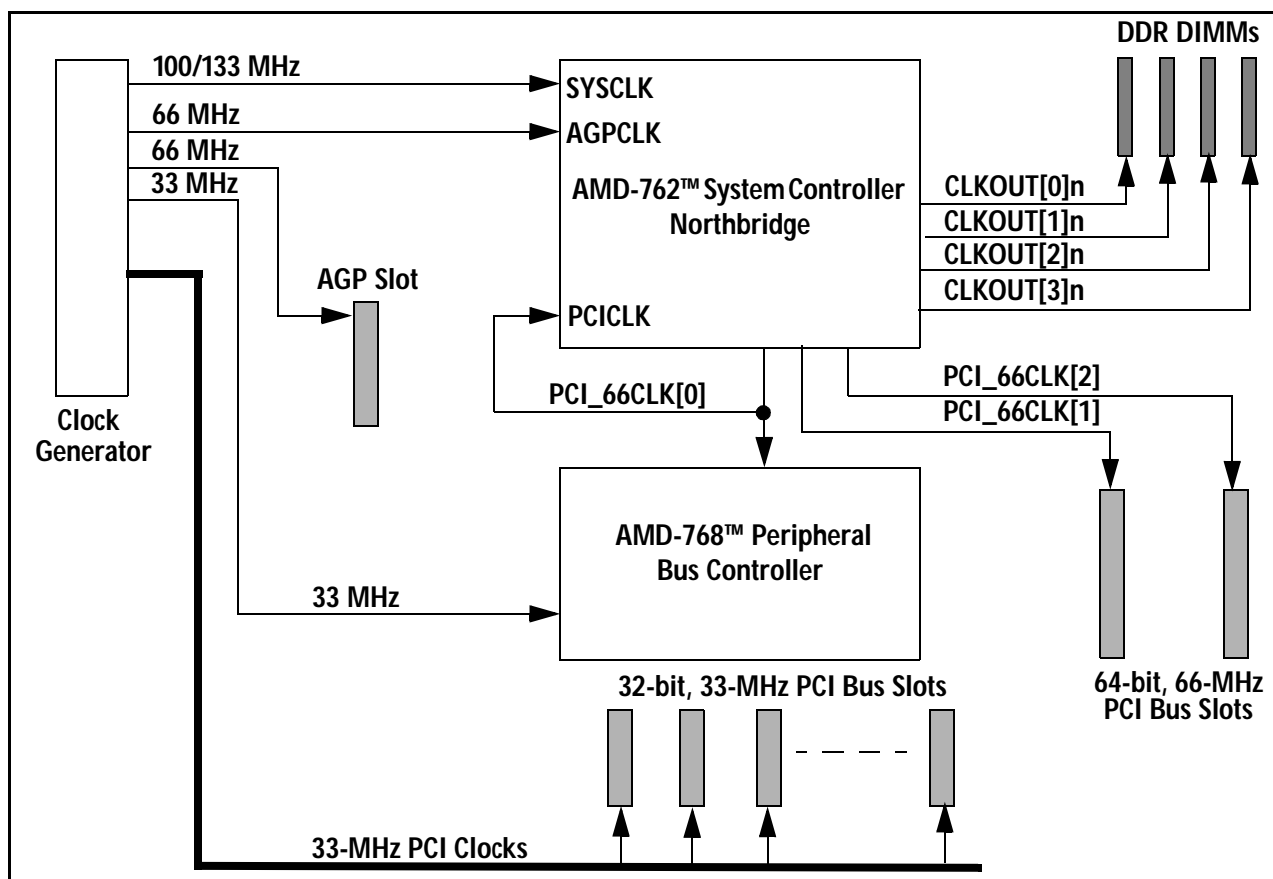 DDR DIMMs
100/133 MHz
SYSCLK
66 MHz
AGPCLK
66 MHz
33 MHz
AMD-762™ System Controller
Northbridge
CLKOUT[0]n
CLKOUT[1]n
CLKOUT[2]n
CLKOUT[3]n
AGP Slot
PCICLK
PCI_66CLK[0]
PCI_66CLK[2]
PCI_66CLK[1]
Clock
Generator
AMD-768™ Peripheral
Bus Controller
33 MHz
32-bit, 33-MHz PCI Bus Slots
64-bit, 66-MHz
PCI Bus Slots
33-MHz PCI Clocks